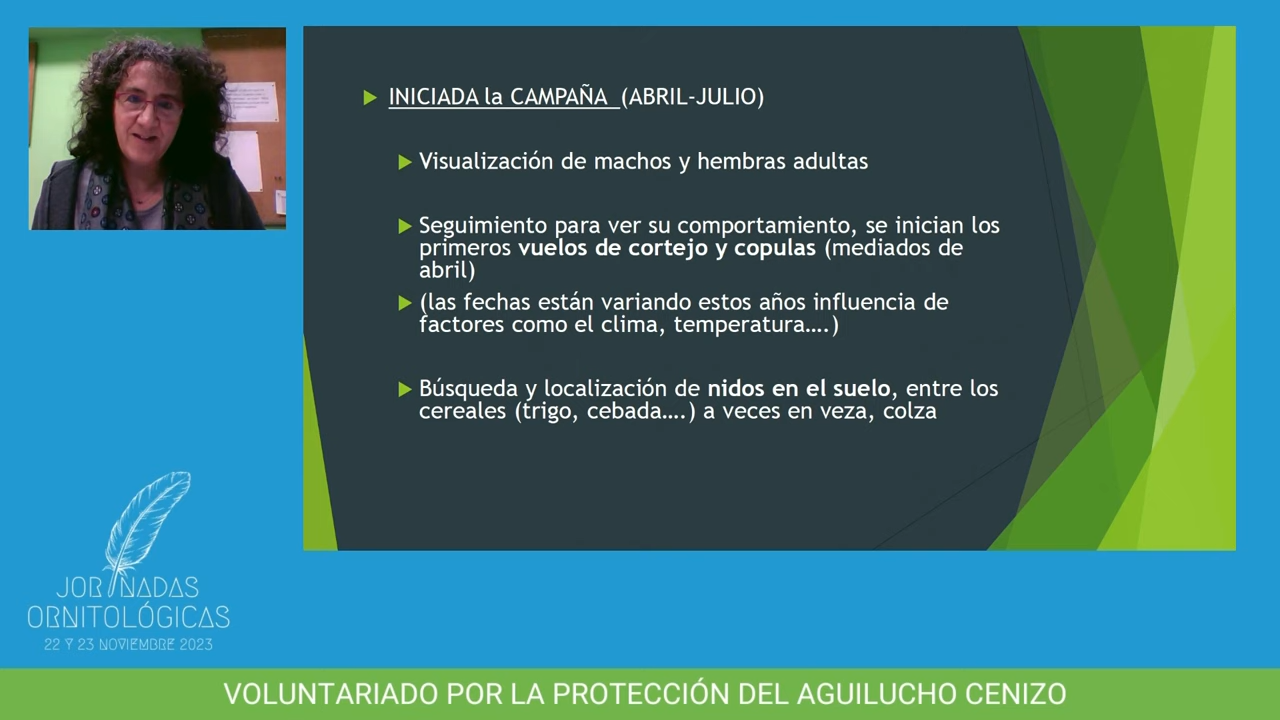 INICIADA la CAMPAÑA (ABRIL-JULIO)
Visualización de machos y hembras adultas
Seguimiento para ver su comportamiento, se inician los
primeros vuelos de cortejo y copulas (mediados de
abril)
(las fechas están variando estos años influencia de
factores como el clima, temperatura....)
Búsqueda y localización de nidos en el suelo, entre los
cereales (trigo, cebada....) a veces en veza, colza
JORNADAS
ORNITOLÓGICAS
22 Y 23 NOVIEMBRE 2023
VOLUNTARIADO POR LA PROTECCIÓN DEL AGUILUCHO CENIZO